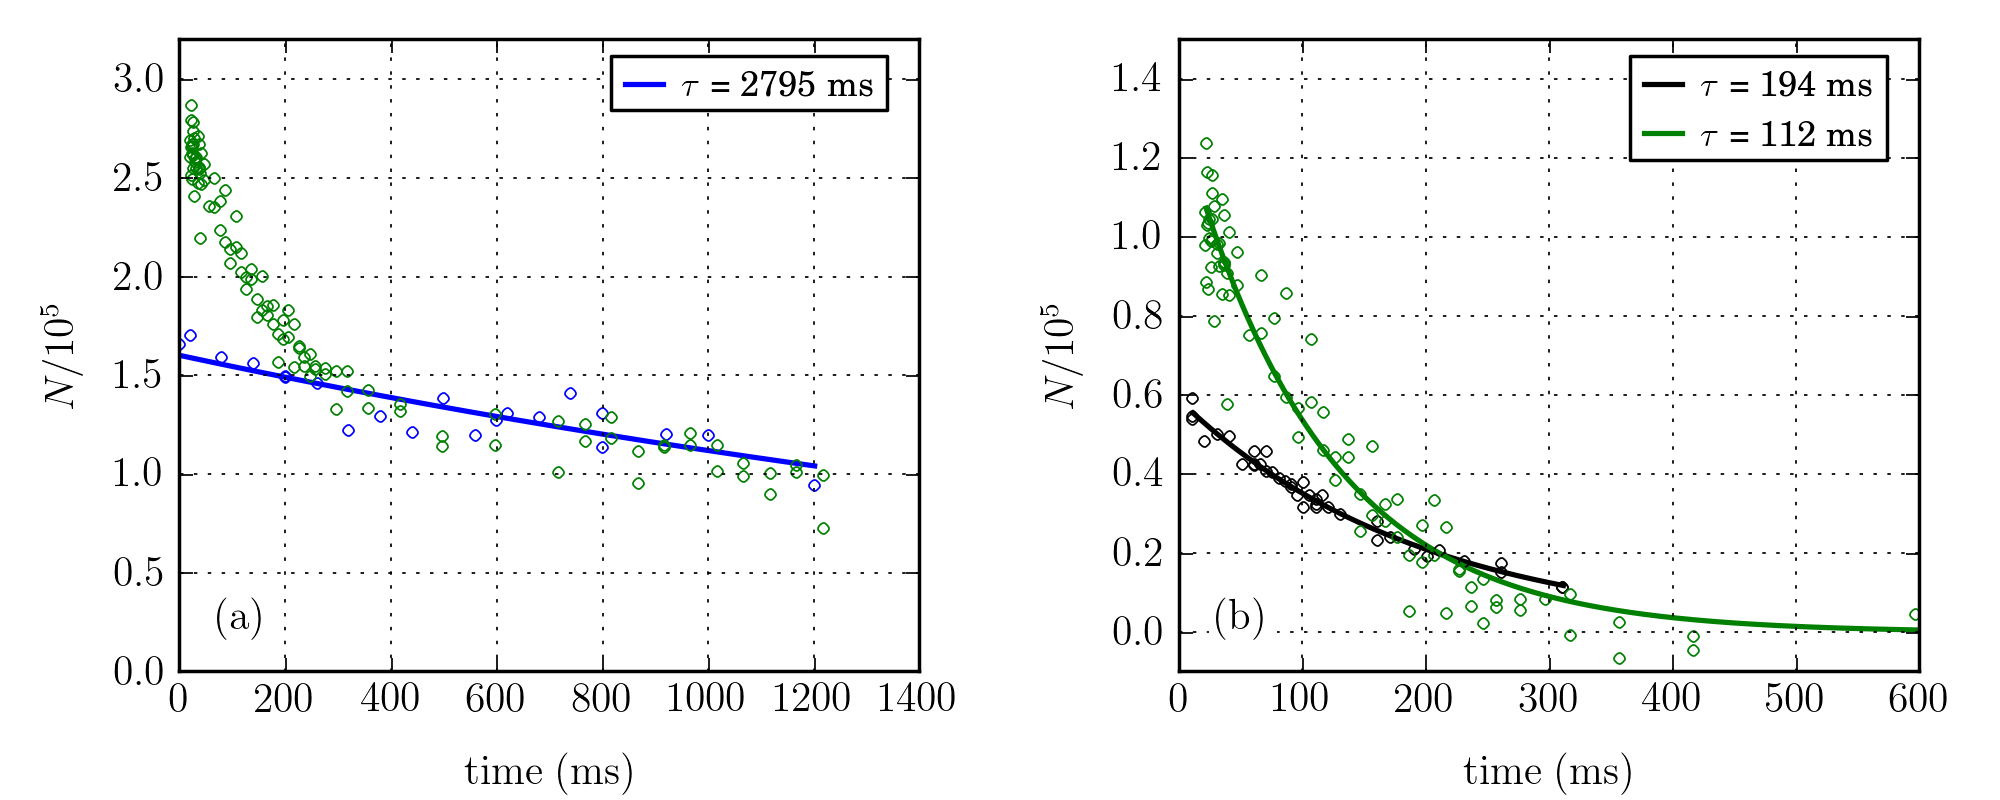 3.0
2.5
2.0
1.5
1.0
0.5
0.0
N/10⁵
τ = 2795 ms
(a)
0 200 400 600 800 1000 1200 1400
time (ms)
1.4
1.2
1.0
0.8
0.6
0.4
0.2
0.0
N/10⁵
τ = 194 ms
τ = 112 ms
(b)
0 100 200 300 400 500 600
time (ms)